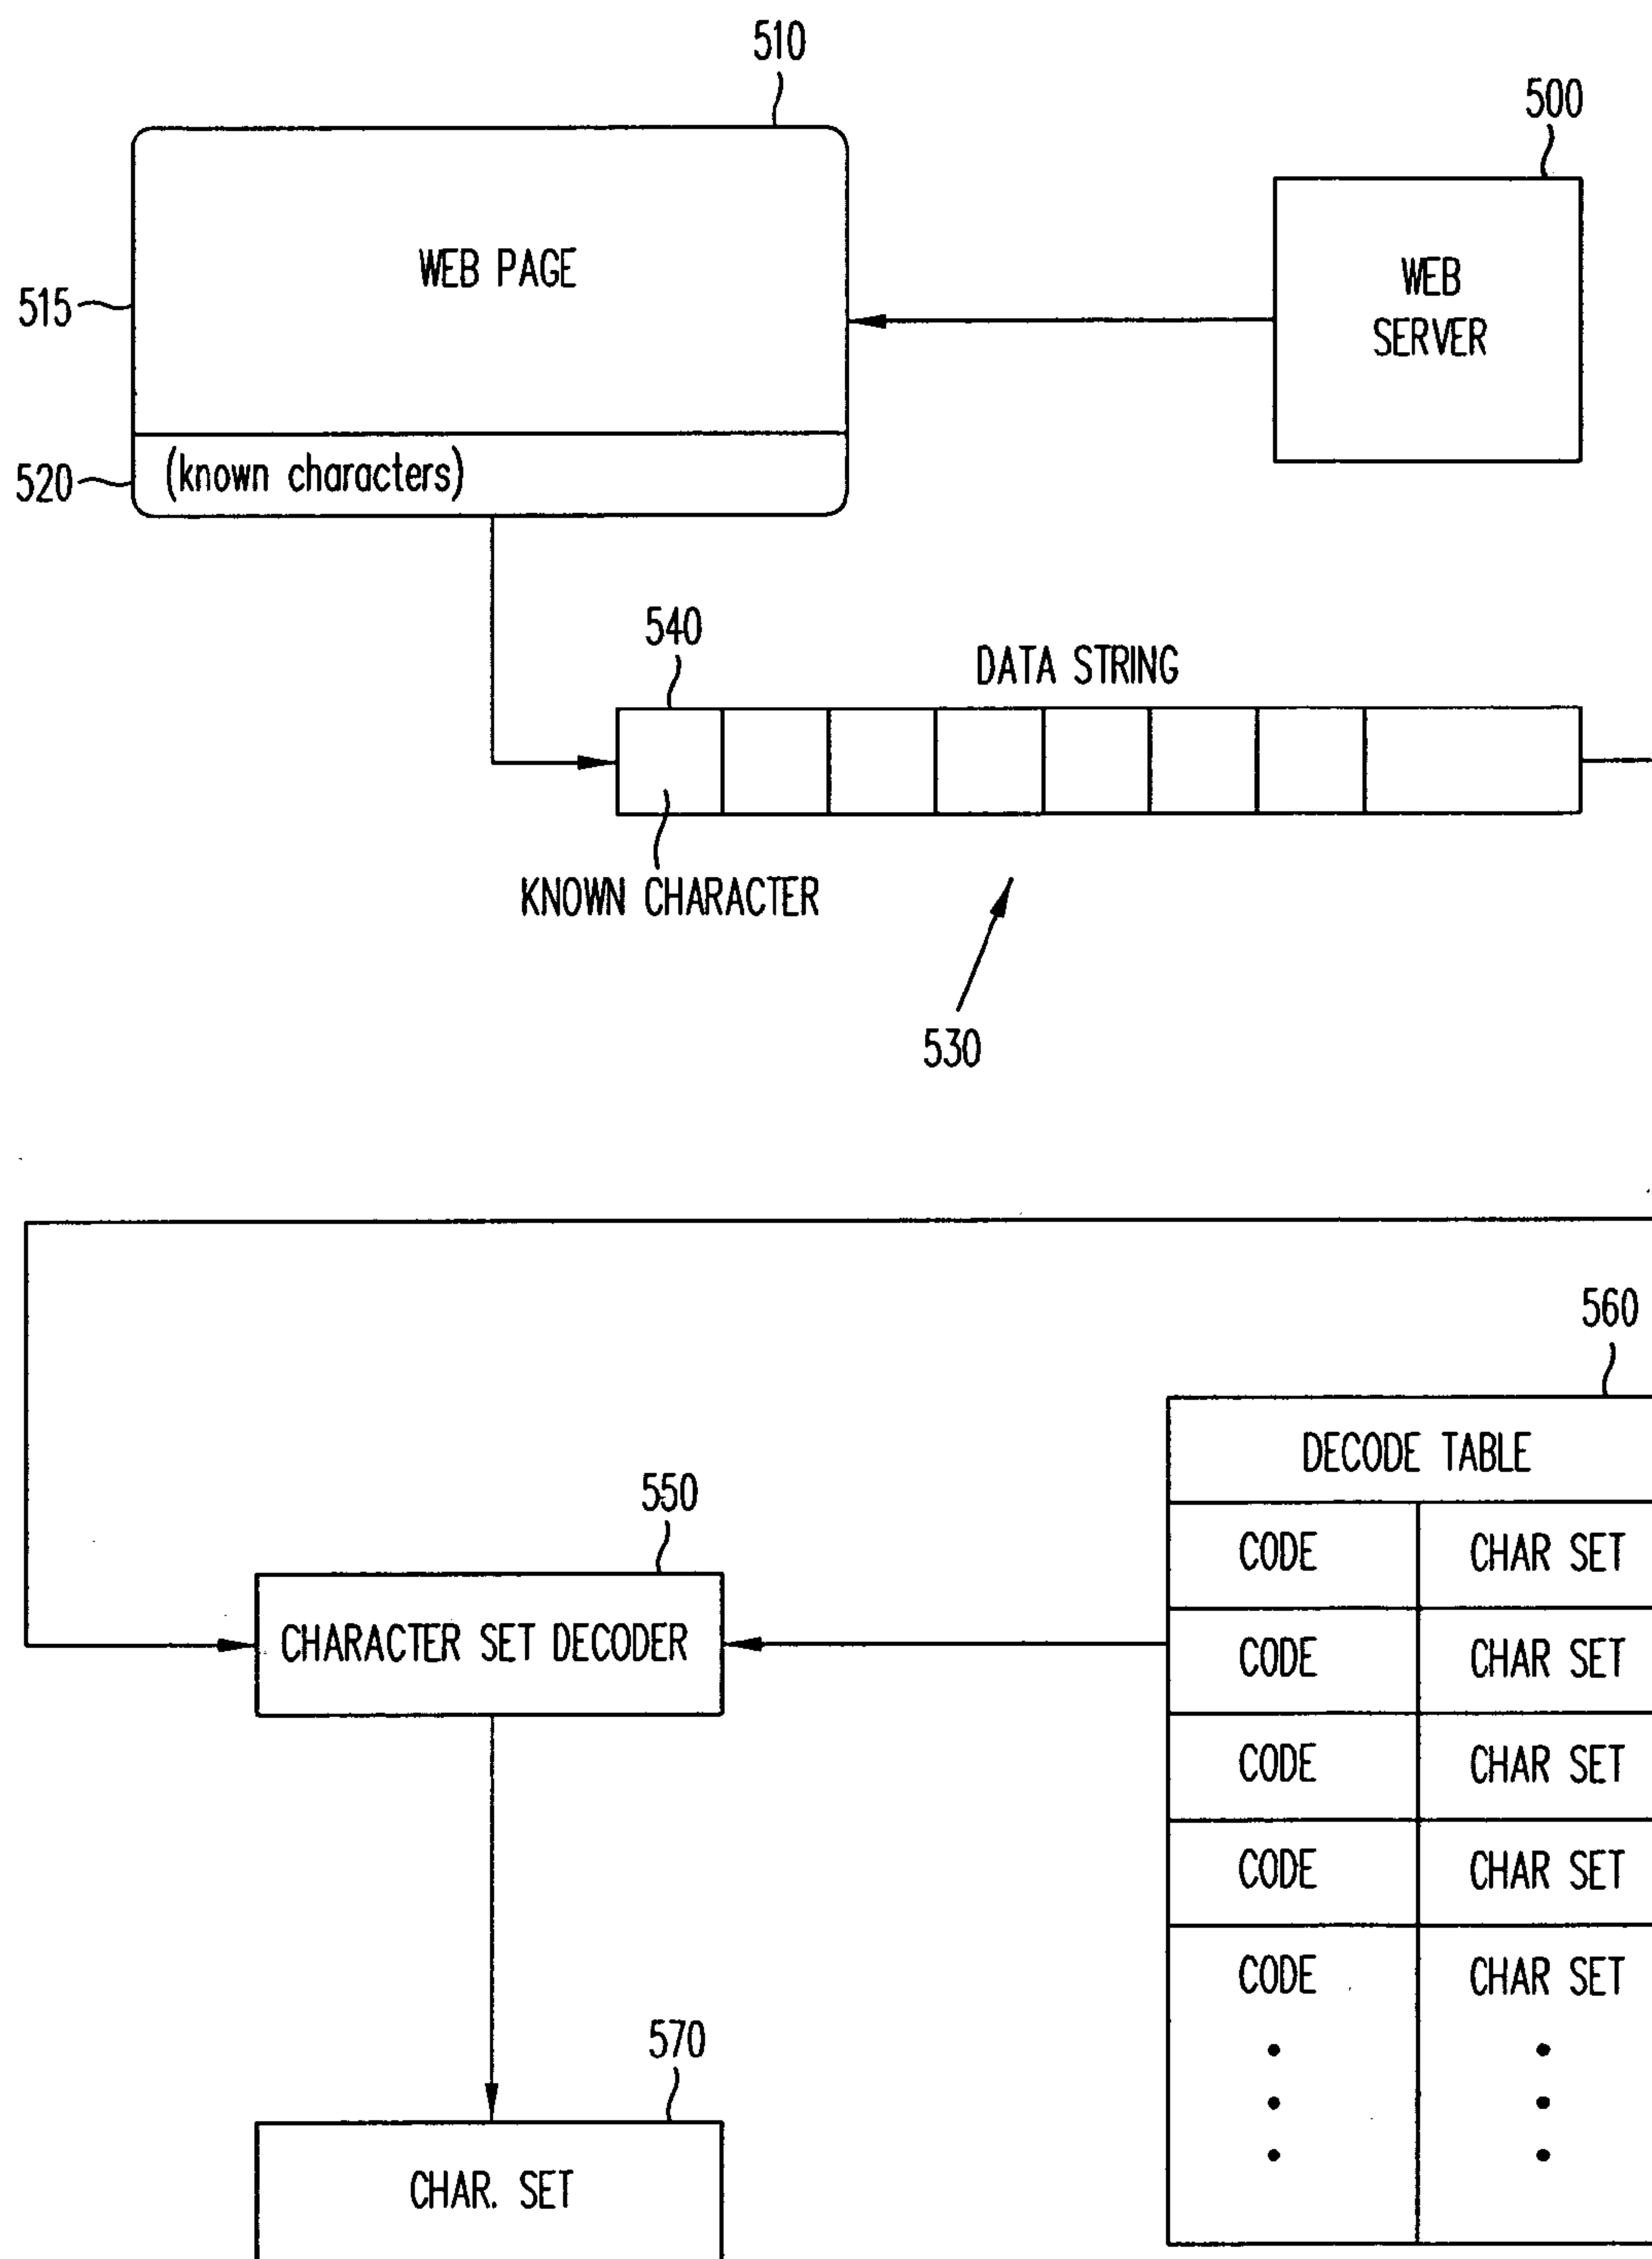 510
500
WEB PAGE
WEB
SERVER
515
520
(known characters)
540
DATA STRING
KNOWN CHARACTER
530
560
DECODE TABLE
550
CODE CHAR SET
CHARACTER SET DECODER
CODE CHAR SET
CODE CHAR SET
CODE CHAR SET
CODE CHAR SET
570
CHAR. SET